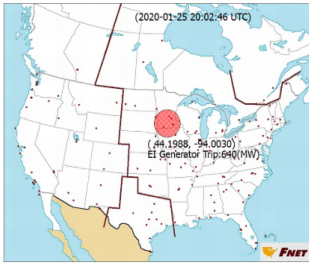 (2020-01-25 20:02:46 UTC)
( 44.1988, -94.0030)
EI Generator Trip:640(MW)
FNET